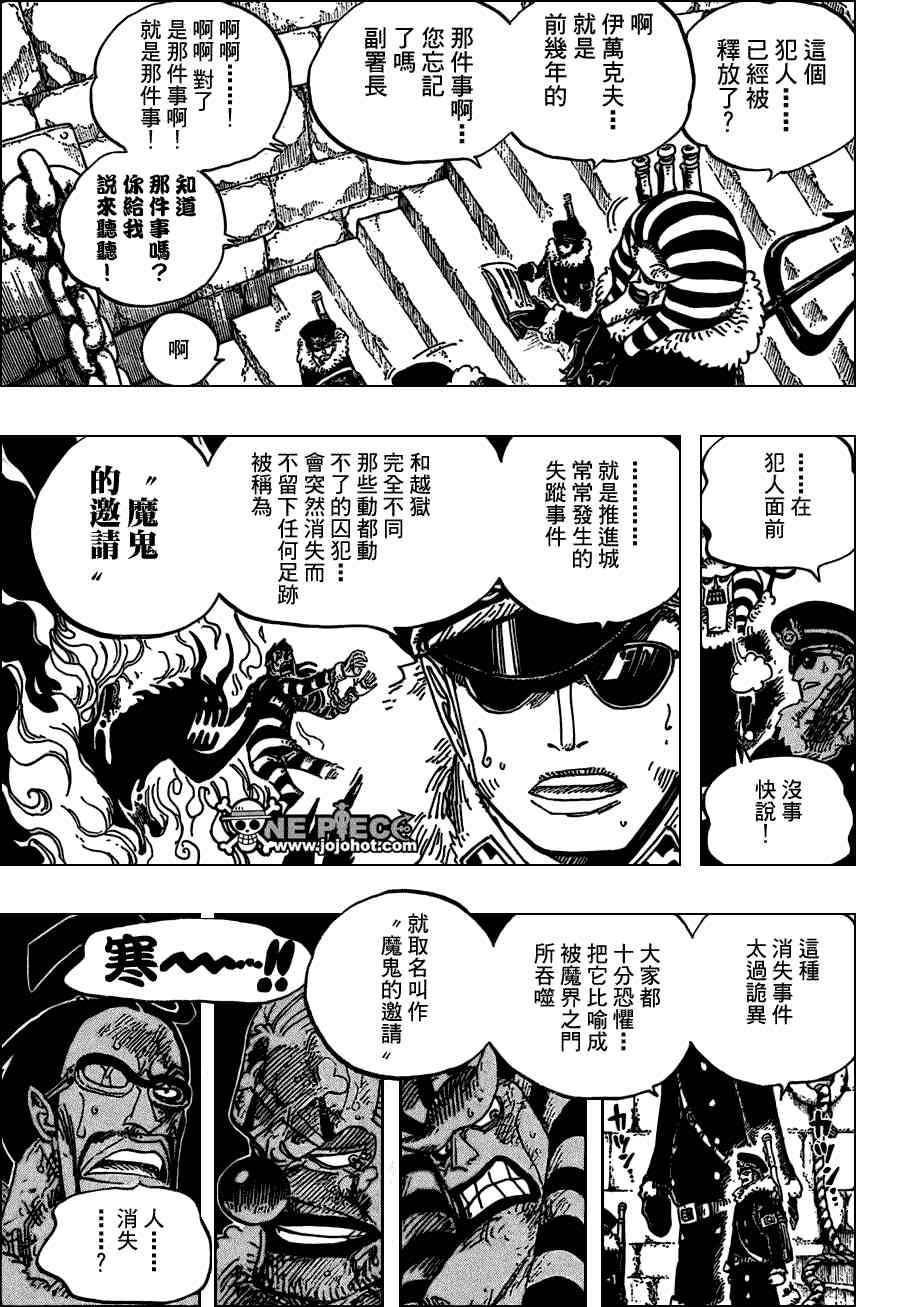 這個
犯人……
已經被
釋放了?
啊
伊萬克夫…
就是
前幾年的
那件事啊…
您忘記
了嗎
副署長
啊啊……!
啊啊 對了
是那件事啊!
就是那件事!
知道
那件事嗎?
你給我
說來聽聽!
啊
……在
犯人面前
沒事
快說!
………
就是推進城
常常發生的
失蹤事件
和越獄
完全不同
那些動都動
不了的囚犯…
會突然消失而
不留下任何足跡
被稱為
〝魔鬼
的邀請〞
ONE PIECE
www.jojohot.com
這種
消失事件
太過詭異
大家都
十分恐懼…
把它比喻成
被魔界之門
所吞噬
就取名叫作
〝魔鬼的邀請〞
カツッ
カツッ
寒~~…!!
人……
消失
……?